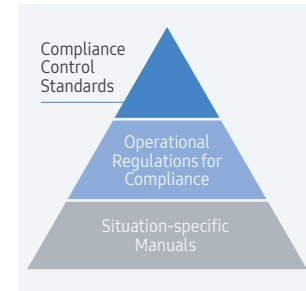 Compliance
Control
Standards
Operational
Regulations for
Compliance
Situation-specific
Manuals